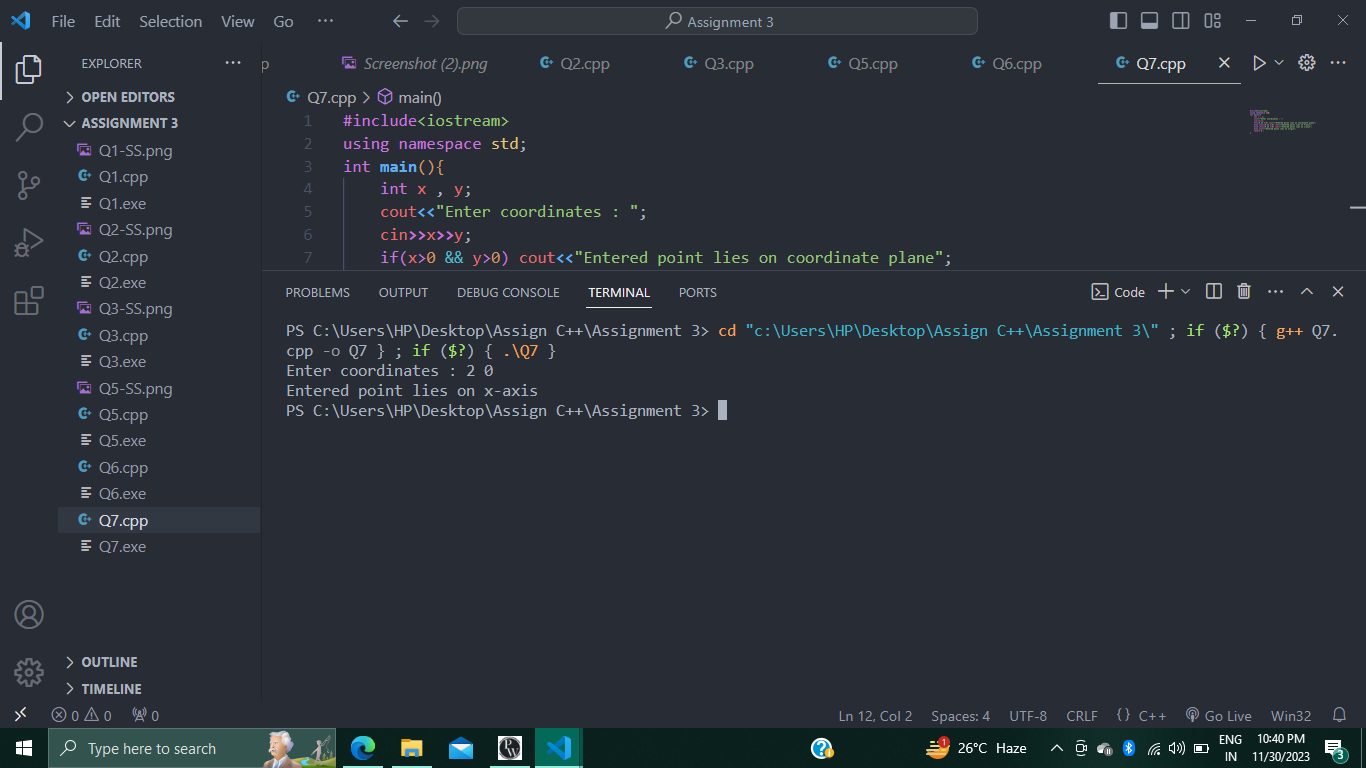 File Edit Selection View Go ··· Assignment 3
EXPLORER ···
OPEN EDITORS
ASSIGNMENT 3
Q1-SS.png
Q1.cpp
Q1.exe
Q2-SS.png
Q2.cpp
Q2.exe
Q3-SS.png
Q3.cpp
Q3.exe
Q5-SS.png
Q5.cpp
Q5.exe
Q6.cpp
Q6.exe
Q7.cpp
Q7.exe
OUTLINE
TIMELINE
p Screenshot (2).png Q2.cpp Q3.cpp Q5.cpp Q6.cpp Q7.cpp ···
Q7.cpp > main()
1 #include<iostream>
2 using namespace std;
3 int main(){
4 int x , y;
5 cout<<"Enter coordinates : ";
6 cin>>x>>y;
7 if(x>0 && y>0) cout<<"Entered point lies on coordinate plane";
PROBLEMS OUTPUT DEBUG CONSOLE TERMINAL PORTS Code ···
PS C:\Users\HP\Desktop\Assign C++\Assignment 3> cd "c:\Users\HP\Desktop\Assign C++\Assignment 3\" ; if ($?) { g++ Q7.
cpp -o Q7 } ; if ($?) { .\Q7 }
Enter coordinates : 2 0
Entered point lies on x-axis
PS C:\Users\HP\Desktop\Assign C++\Assignment 3>
0 0 0 Ln 12, Col 2 Spaces: 4 UTF-8 CRLF {} C++ Go Live Win32
Type here to search 1 26°C Haze ENG 10:40 PM
IN 11/30/2023 3